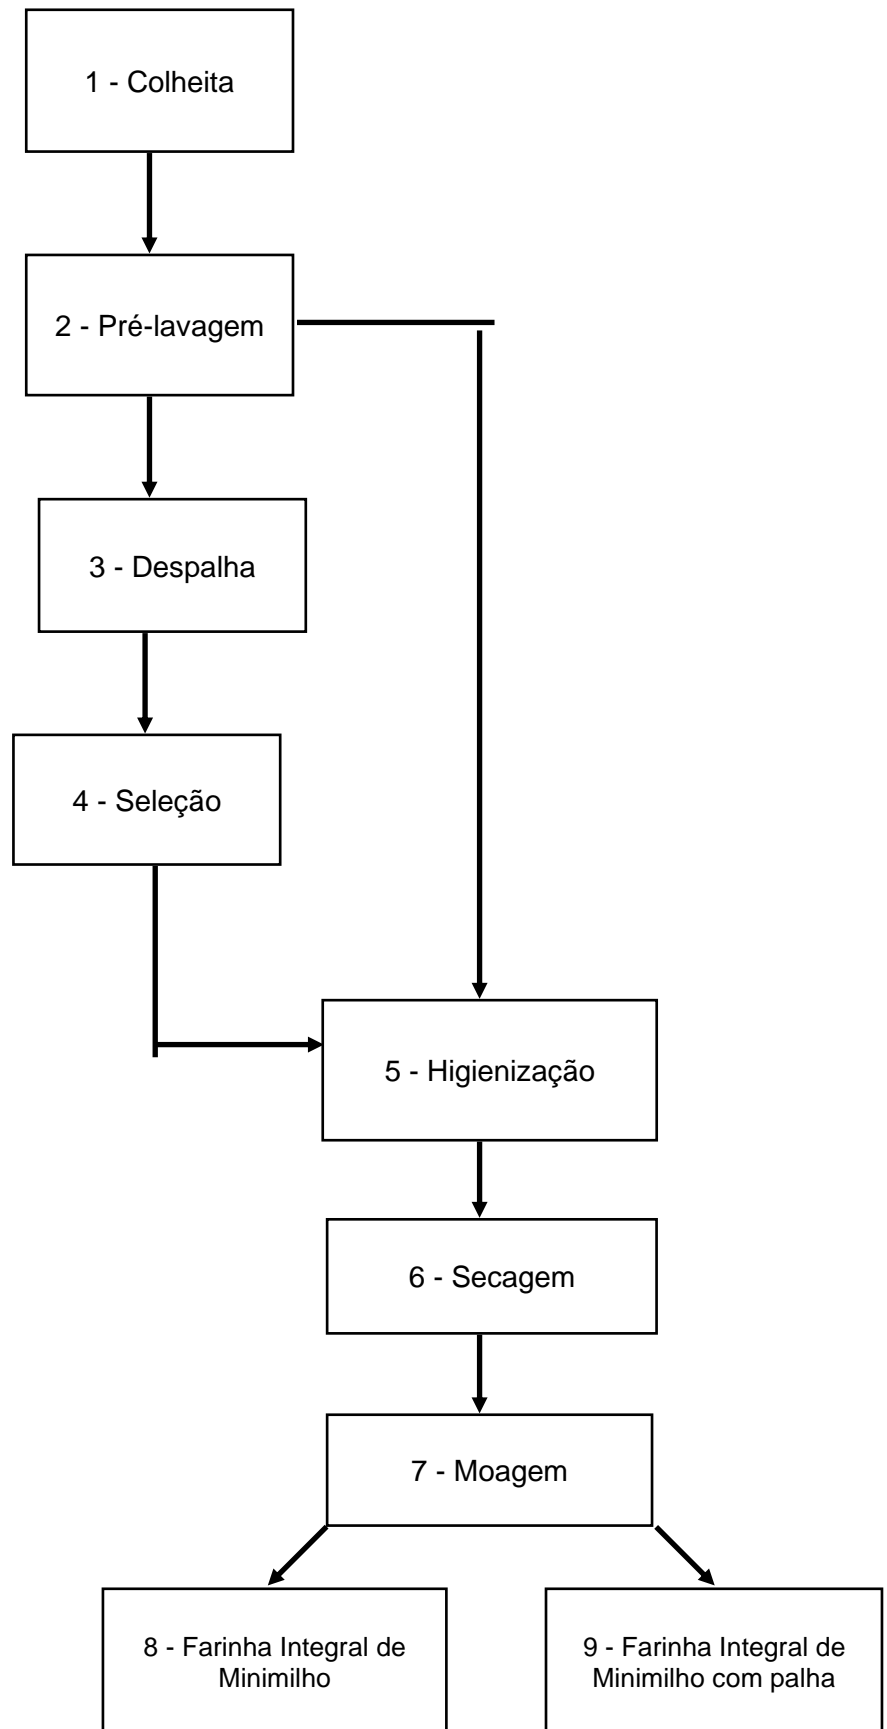 1 - Colheita
2 - Pré-lavagem
3 - Despalha
4 - Seleção
5 - Higienização
6 - Secagem
7 - Moagem
8 - Farinha Integral de
Minimilho
9 - Farinha Integral de
Minimilho com palha